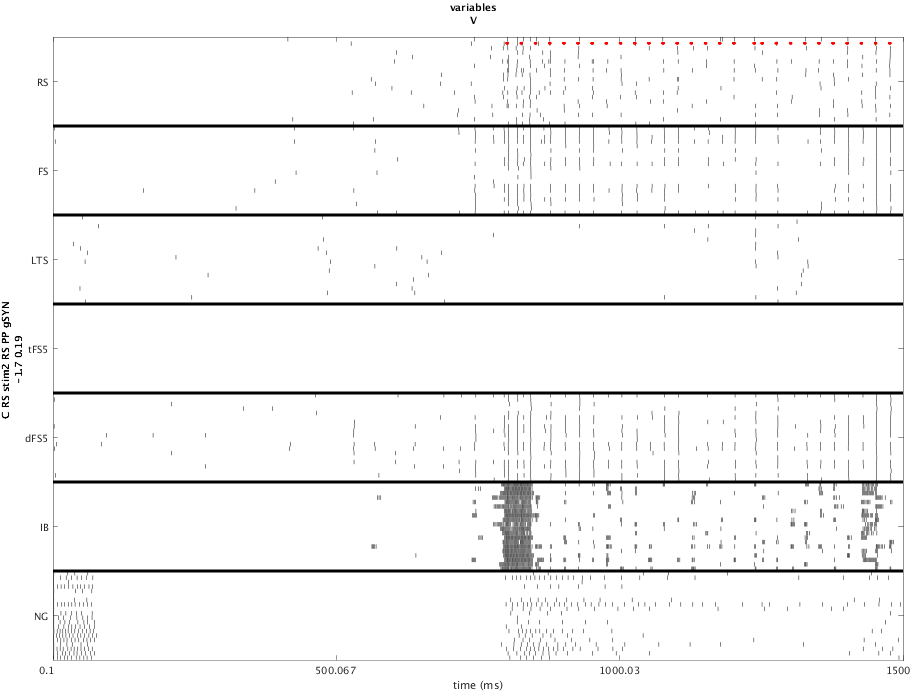 variables
V
RS
FS
LTS
tFS5
dFS5
IB
NG
C RS stim2 RS PP gSYN
-1.7 0.19
0.1
500.067
1000.03
1500
time (ms)